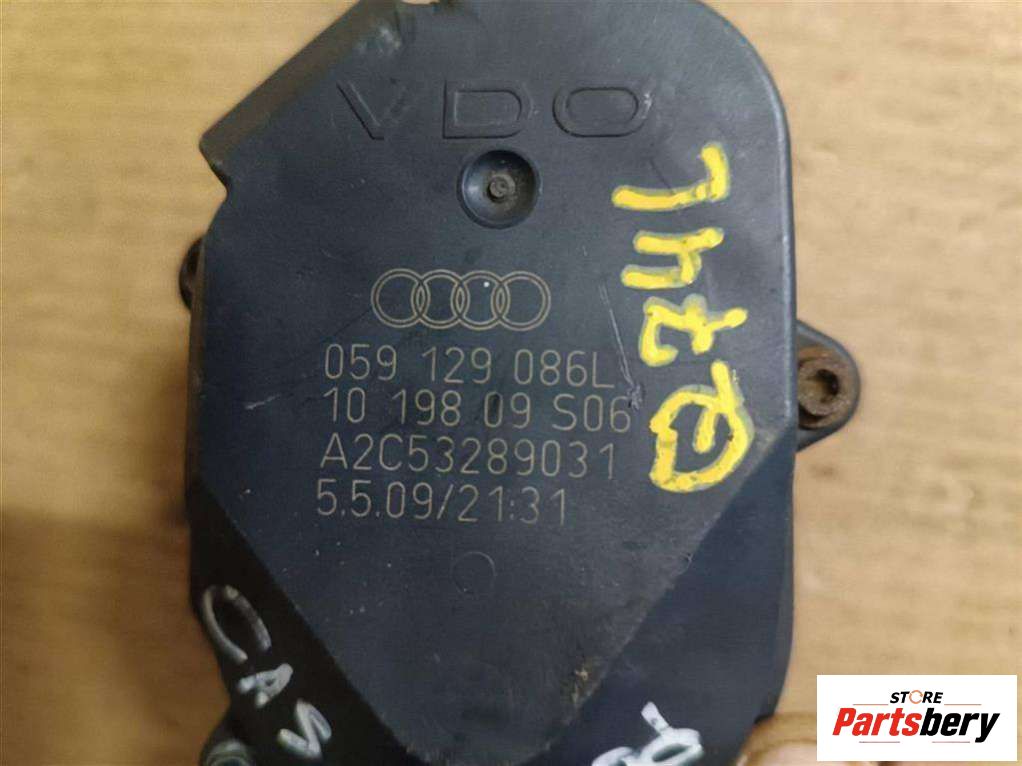 VDO
059 129 086L
10 198 09 S06
A2C53289031
5.5.09/21:31
CAS
STORE
Partsbery